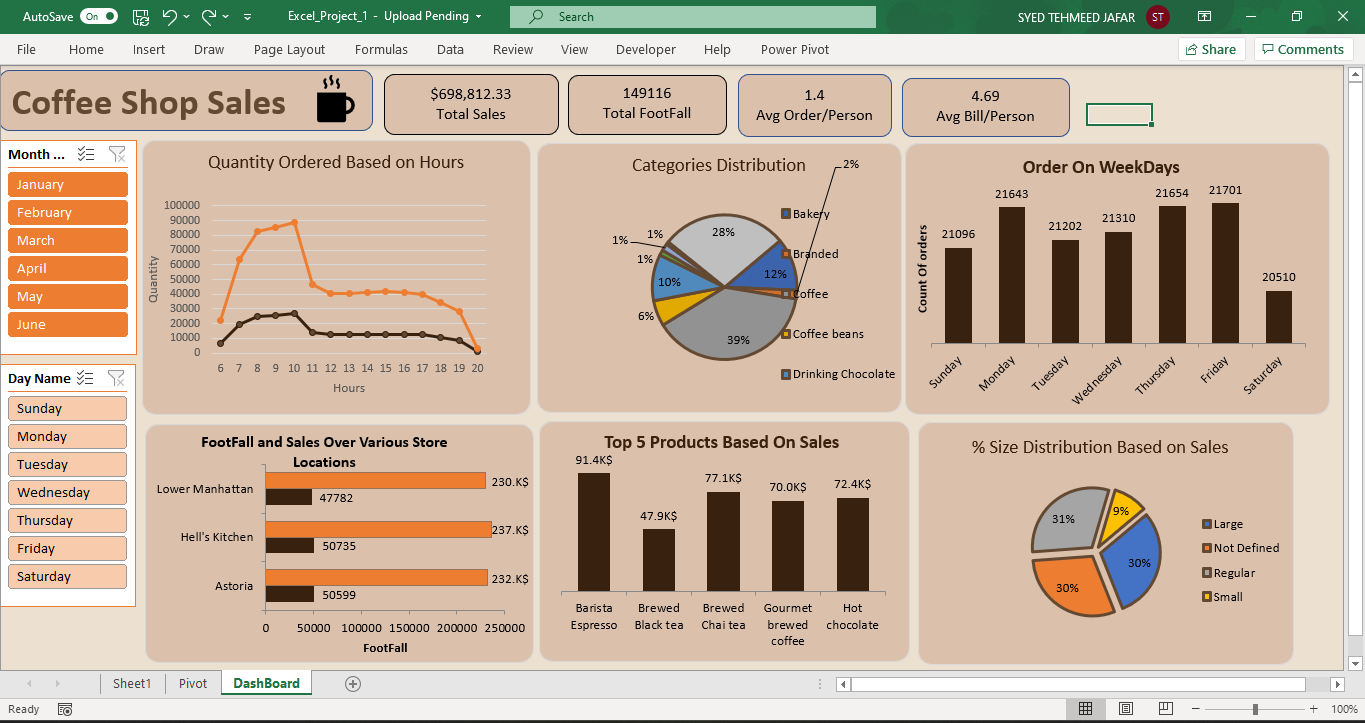 AutoSave On Excel_Project_1 - Upload Pending Search SYED TEHMEED JAFAR ST
File Home Insert Draw Page Layout Formulas Data Review View Developer Help Power Pivot Share Comments
Coffee Shop Sales
$698,812.33
Total Sales
149116
Total FootFall
1.4
Avg Order/Person
4.69
Avg Bill/Person
Month ...
January
February
March
April
May
June
Day Name
Sunday
Monday
Tuesday
Wednesday
Thursday
Friday
Saturday
Quantity Ordered Based on Hours
100000
90000
80000
70000
60000
50000
40000
30000
20000
10000
0
Quantity
6 7 8 9 10 11 12 13 14 15 16 17 18 19 20
Hours
Categories Distribution
2%
28%
12%
39%
6%
10%
1%
1%
1%
Bakery
Branded
Coffee
Coffee beans
Drinking Chocolate
Order On WeekDays
Count Of orders
21096
21643
21202
21310
21654
21701
20510
Sunday
Monday
Tuesday
Wednesday
Thursday
Friday
Saturday
FootFall and Sales Over Various Store
Locations
Lower Manhattan
230.K$
47782
Hell's Kitchen
237.K$
50735
Astoria
232.K$
50599
0 50000 100000 150000 200000 250000
FootFall
Top 5 Products Based On Sales
91.4K$
47.9K$
77.1K$
70.0K$
72.4K$
Barista
Espresso
Brewed
Black tea
Brewed
Chai tea
Gourmet
brewed
coffee
Hot
chocolate
% Size Distribution Based on Sales
31%
9%
30%
30%
Large
Not Defined
Regular
Small
Sheet1 Pivot DashBoard
Ready 100%